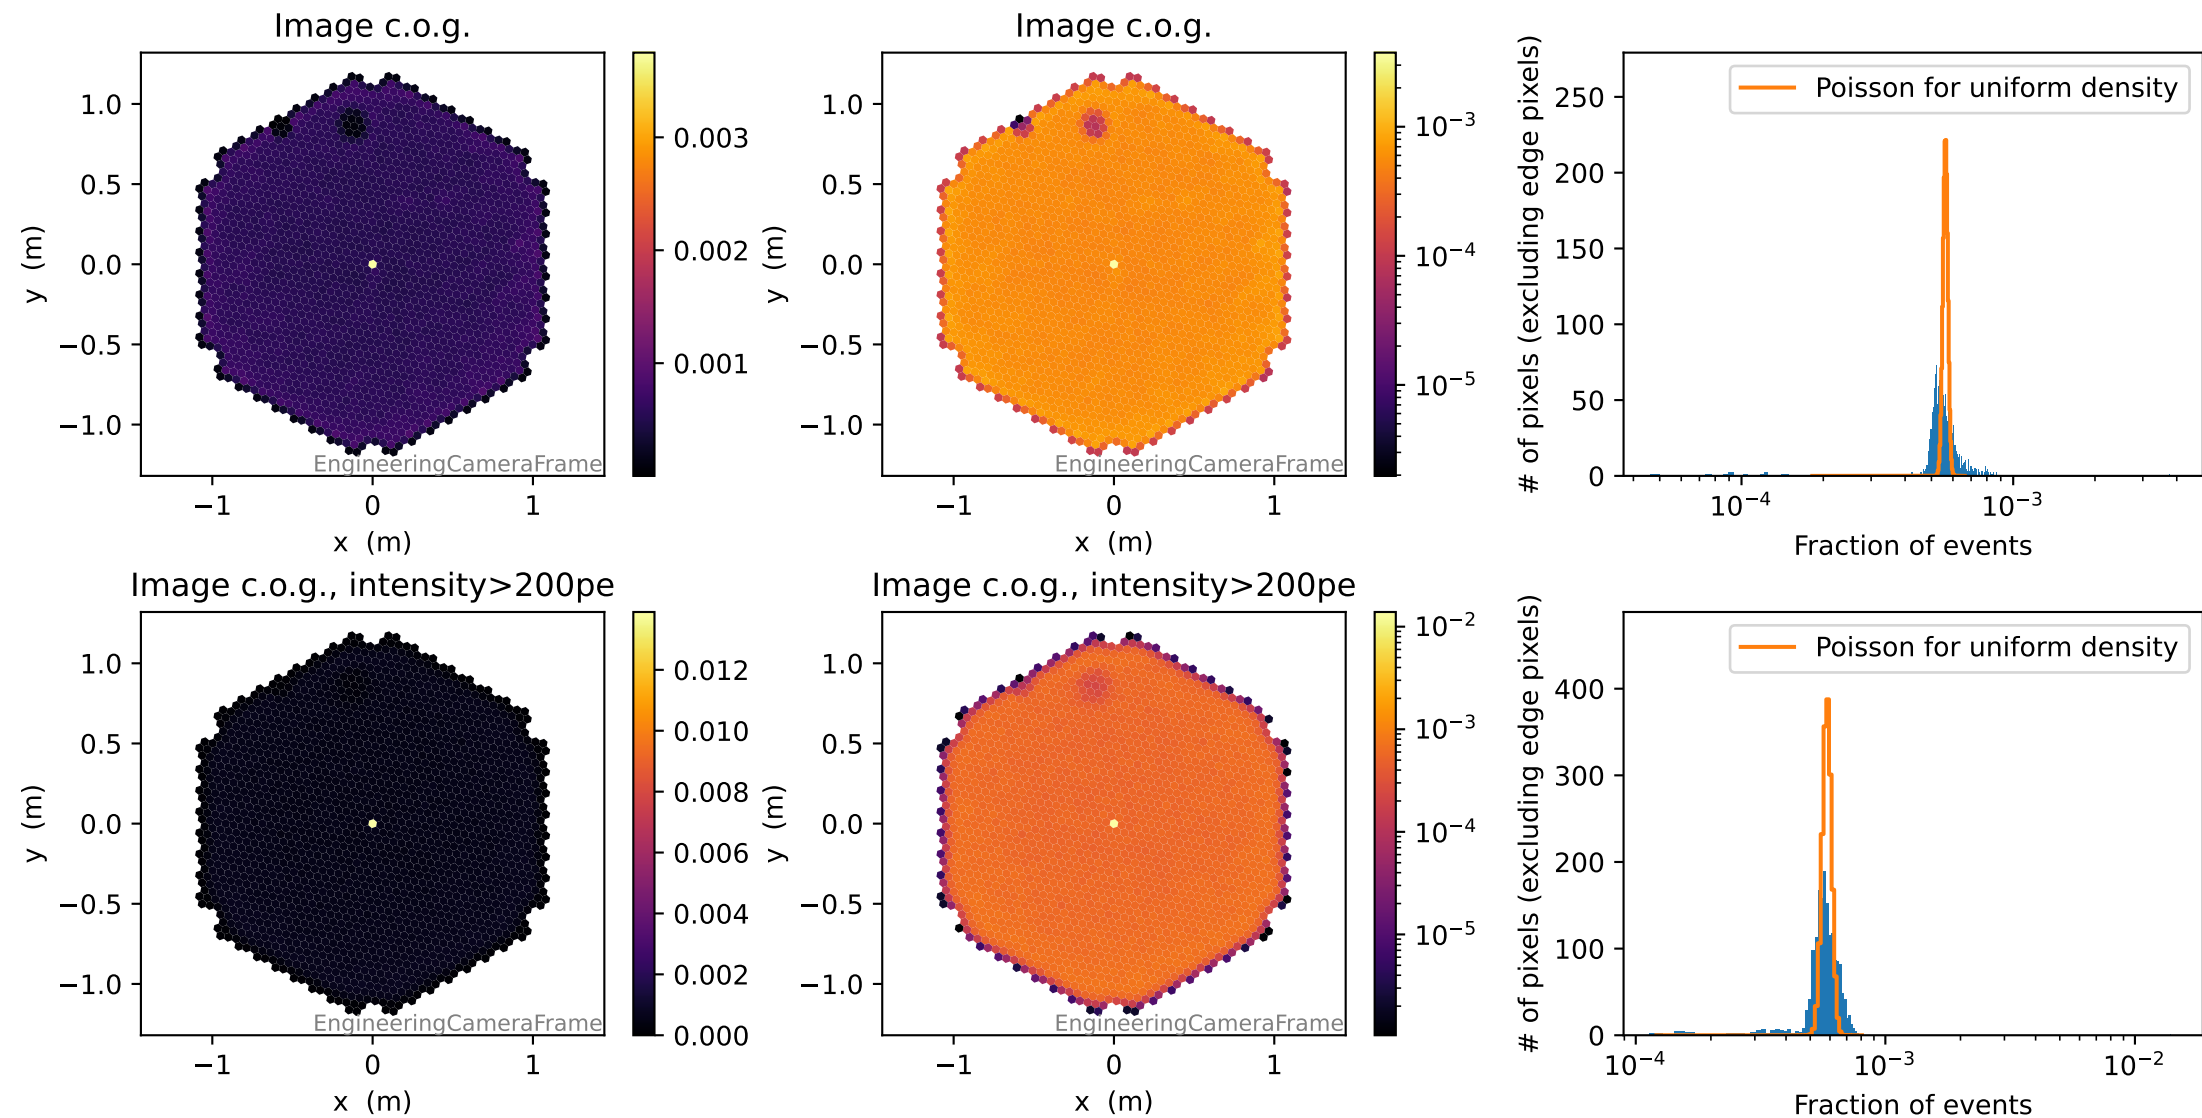 Image c.o.g.
1.0
0.5
0.0
−0.5
−1.0
y (m)
−1 0 1
x (m)
EngineeringCameraFrame
0.003
0.002
0.001
Image c.o.g.
1.0
0.5
0.0
−0.5
−1.0
y (m)
−1 0 1
x (m)
EngineeringCameraFrame
10⁻³
10⁻⁴
10⁻⁵
Poisson for uniform density
250
200
150
100
50
0
# of pixels (excluding edge pixels)
10⁻⁴ 10⁻³
Fraction of events
Image c.o.g., intensity>200pe
1.0
0.5
0.0
−0.5
−1.0
y (m)
−1 0 1
x (m)
EngineeringCameraFrame
0.012
0.010
0.008
0.006
0.004
0.002
0.000
Image c.o.g., intensity>200pe
1.0
0.5
0.0
−0.5
−1.0
y (m)
−1 0 1
x (m)
EngineeringCameraFrame
10⁻²
10⁻³
10⁻⁴
10⁻⁵
Poisson for uniform density
400
300
200
100
0
# of pixels (excluding edge pixels)
10⁻⁴ 10⁻³ 10⁻²
Fraction of events